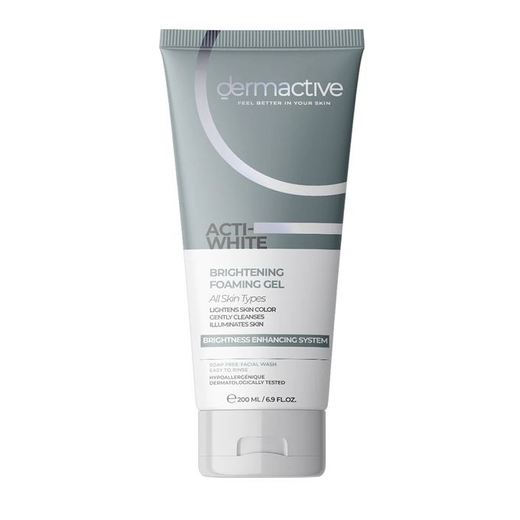 dermactive
FEEL BETTER IN YOUR SKIN
ACTI-
WHITE
BRIGHTENING
FOAMING GEL
All Skin Types
LIGHTENS SKIN COLOR
GENTLY CLEANSES
ILLUMINATES SKIN
BRIGHTNESS ENHANCING SYSTEM
SOAP FREE FACIAL WASH
EASY TO RINSE
HYPOALLERGÉNIQUE
DERMATOLOGICALLY TESTED
℮ 200 ML / 6.9 FL.OZ.